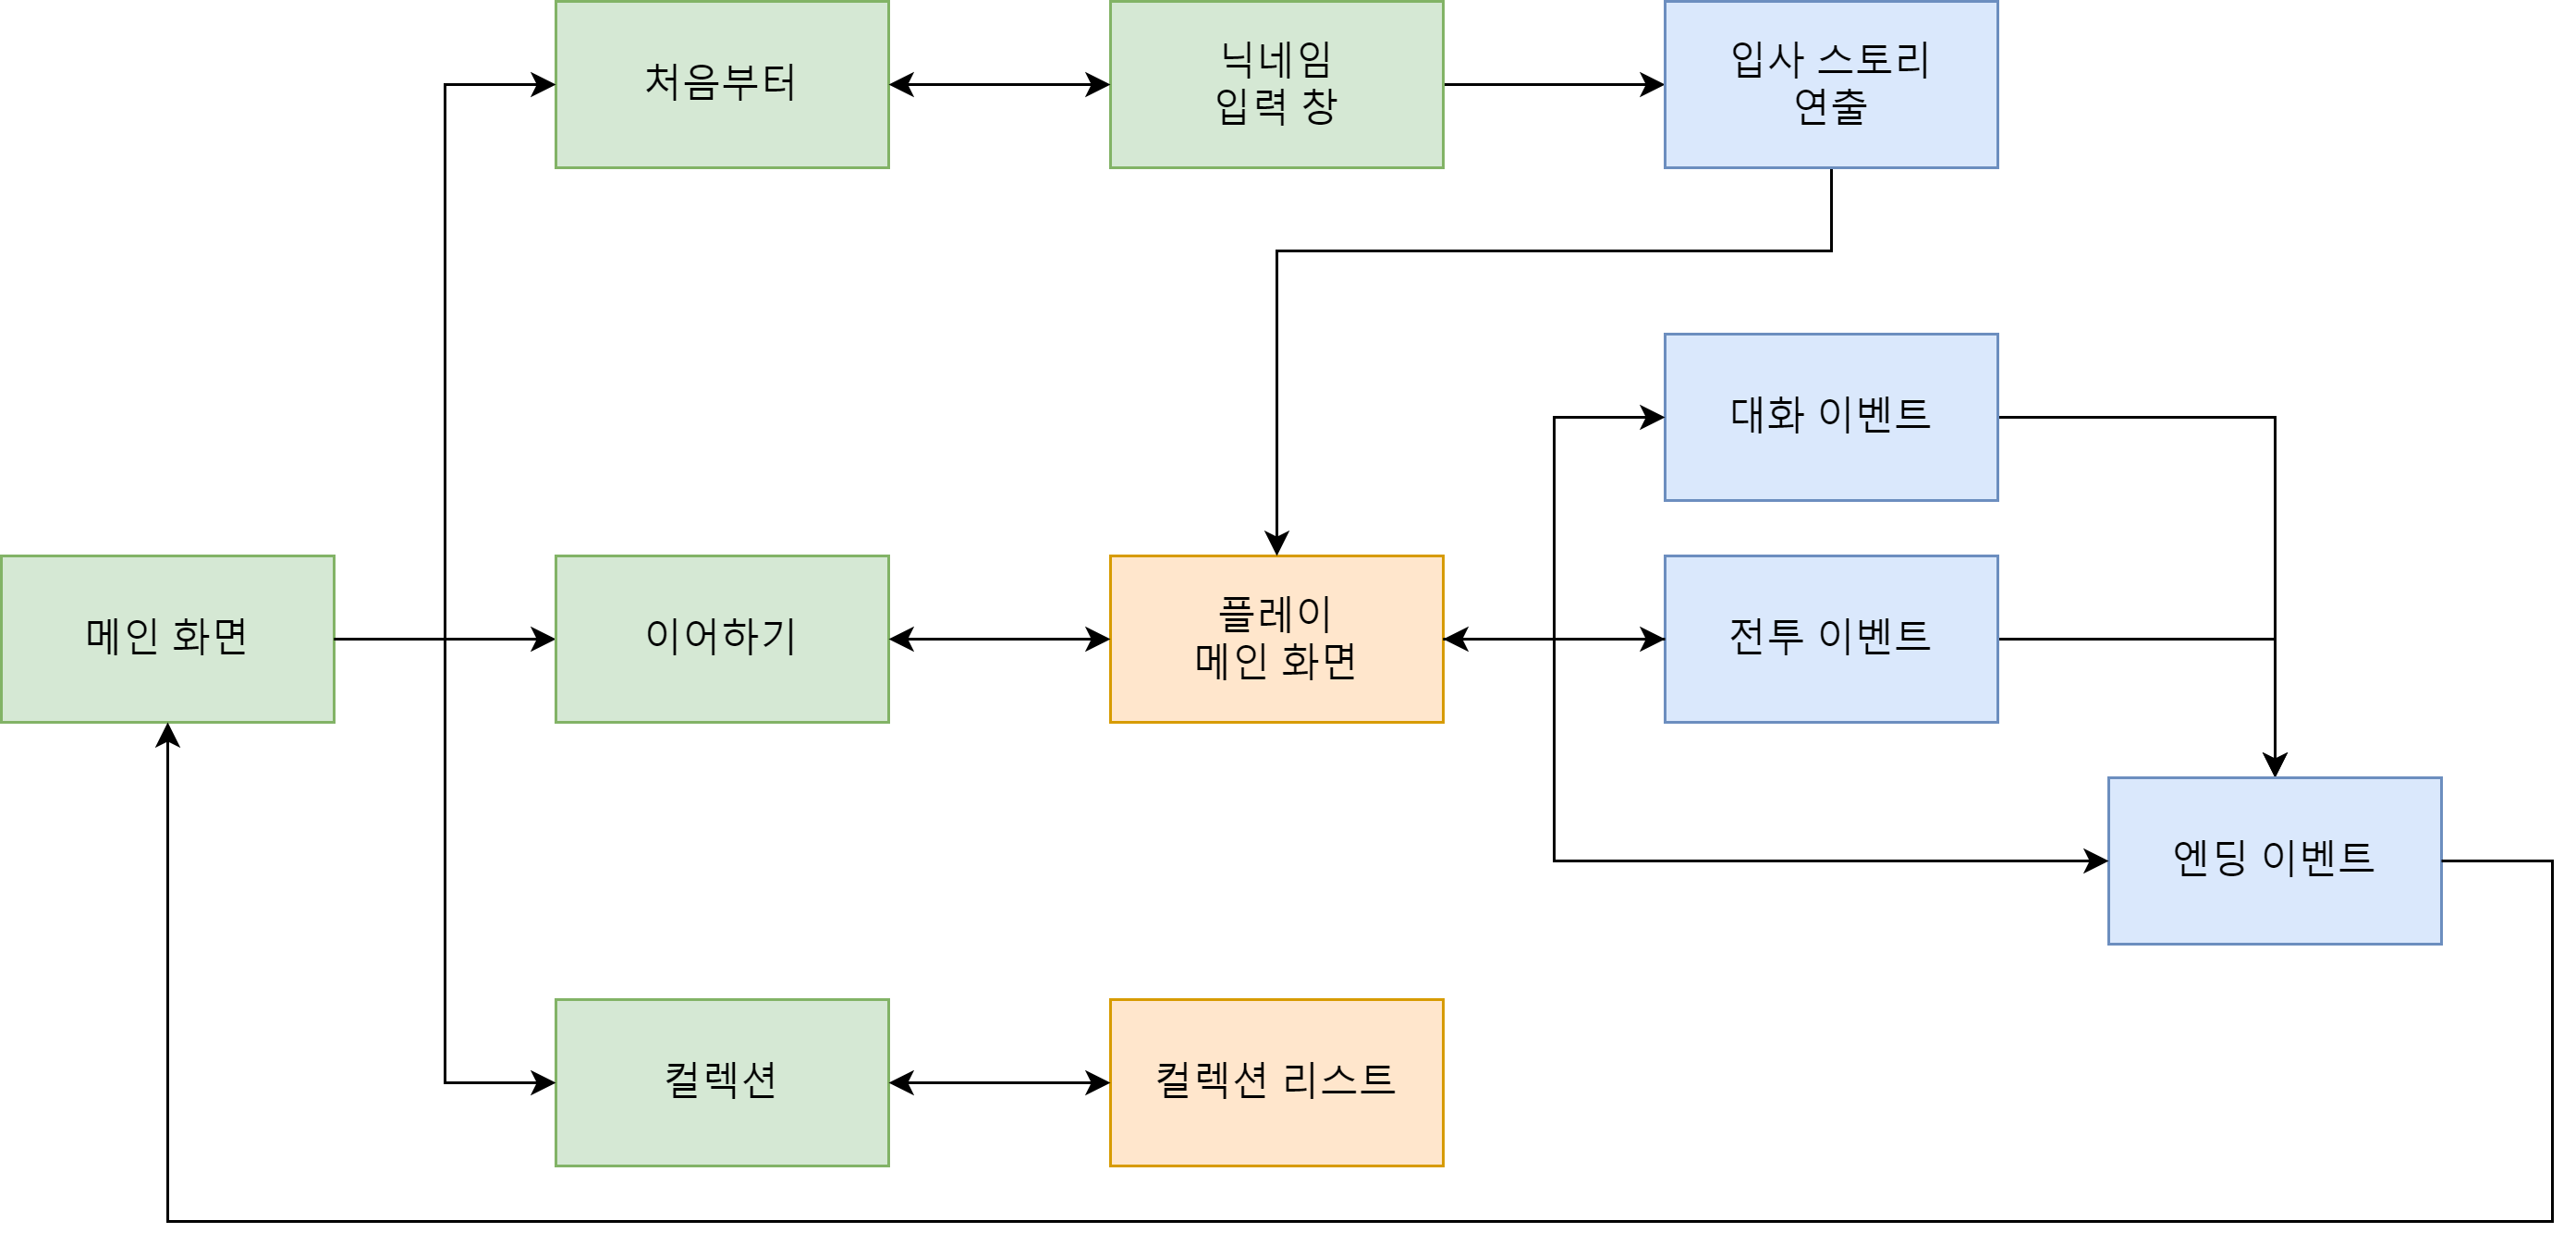 처음부터
닉네임
입력 창
입사 스토리
연출
대화 이벤트
메인 화면
이어하기
플레이
메인 화면
전투 이벤트
엔딩 이벤트
컬렉션
컬렉션 리스트